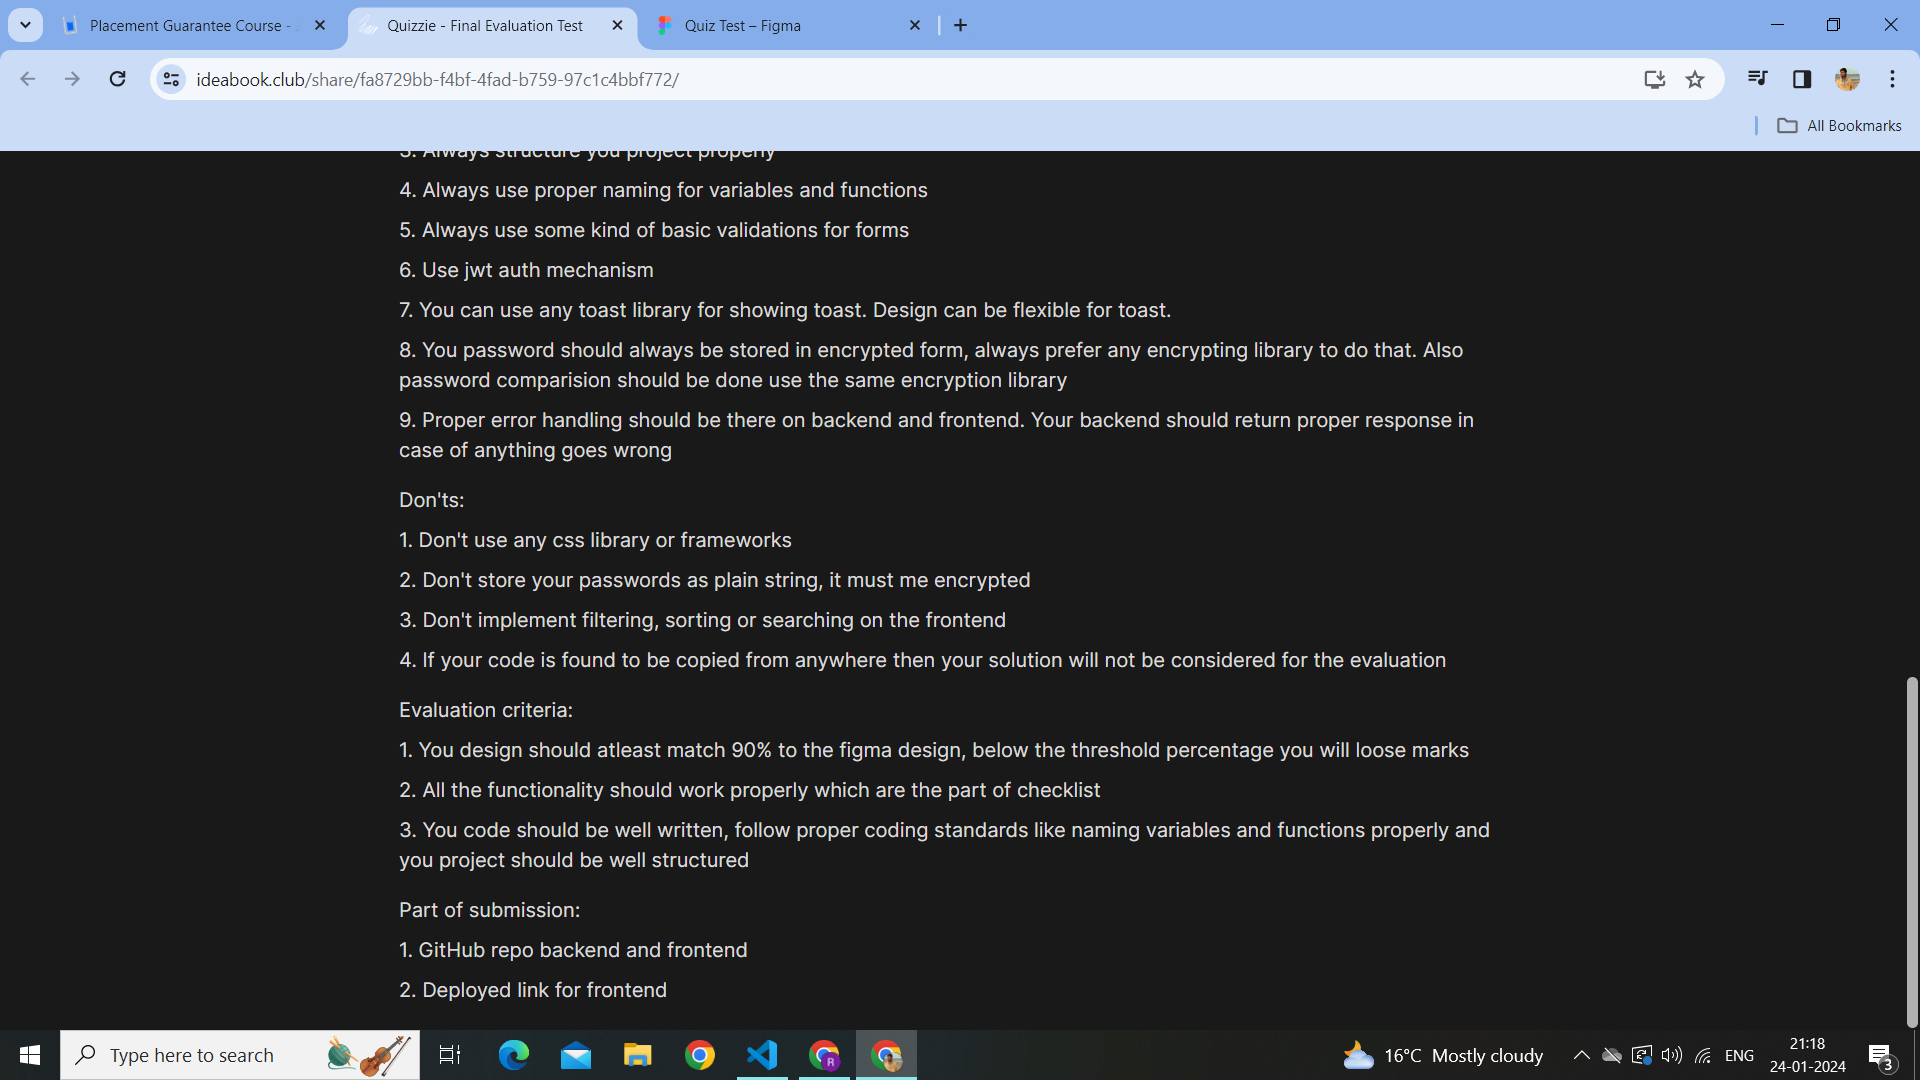 Placement Guarantee Course -
Quizzie - Final Evaluation Test
Quiz Test – Figma
ideabook.club/share/fa8729bb-f4bf-4fad-b759-97c1c4bbf772/
All Bookmarks
3. Always structure you project properly
4. Always use proper naming for variables and functions
5. Always use some kind of basic validations for forms
6. Use jwt auth mechanism
7. You can use any toast library for showing toast. Design can be flexible for toast.
8. You password should always be stored in encrypted form, always prefer any encrypting library to do that. Also
password comparision should be done use the same encryption library
9. Proper error handling should be there on backend and frontend. Your backend should return proper response in
case of anything goes wrong
Don'ts:
1. Don't use any css library or frameworks
2. Don't store your passwords as plain string, it must me encrypted
3. Don't implement filtering, sorting or searching on the frontend
4. If your code is found to be copied from anywhere then your solution will not be considered for the evaluation
Evaluation criteria:
1. You design should atleast match 90% to the figma design, below the threshold percentage you will loose marks
2. All the functionality should work properly which are the part of checklist
3. You code should be well written, follow proper coding standards like naming variables and functions properly and
you project should be well structured
Part of submission:
1. GitHub repo backend and frontend
2. Deployed link for frontend
Type here to search
R
16°C Mostly cloudy
ENG
21:18
24-01-2024
3